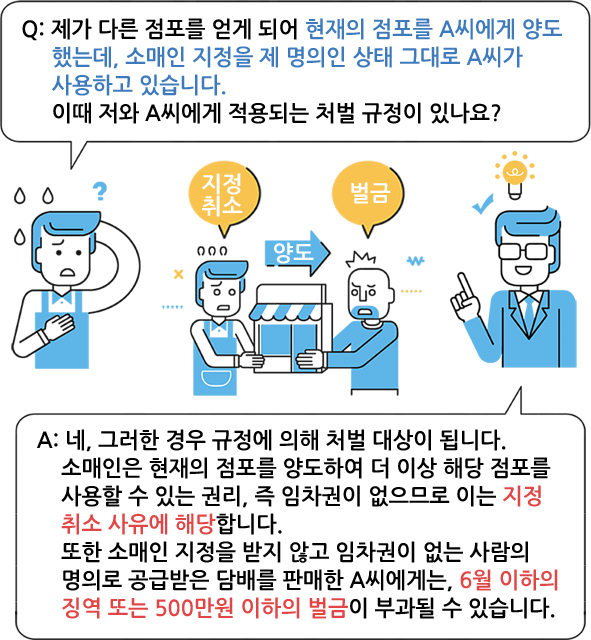 Q: 제가 다른 점포를 얻게 되어 현재의 점포를 A씨에게 양도
했는데, 소매인 지정을 제 명의인 상태 그대로 A씨가
사용하고 있습니다.
이때 저와 A씨에게 적용되는 처벌 규정이 있나요?
?
지정
취소
벌금
양도
₩
A: 네, 그러한 경우 규정에 의해 처벌 대상이 됩니다.
소매인은 현재의 점포를 양도하여 더 이상 해당 점포를
사용할 수 있는 권리, 즉 임차권이 없으므로 이는 지정
취소 사유에 해당합니다.
또한 소매인 지정을 받지 않고 임차권이 없는 사람의
명의로 공급받은 담배를 판매한 A씨에게는, 6월 이하의
징역 또는 500만원 이하의 벌금이 부과될 수 있습니다.